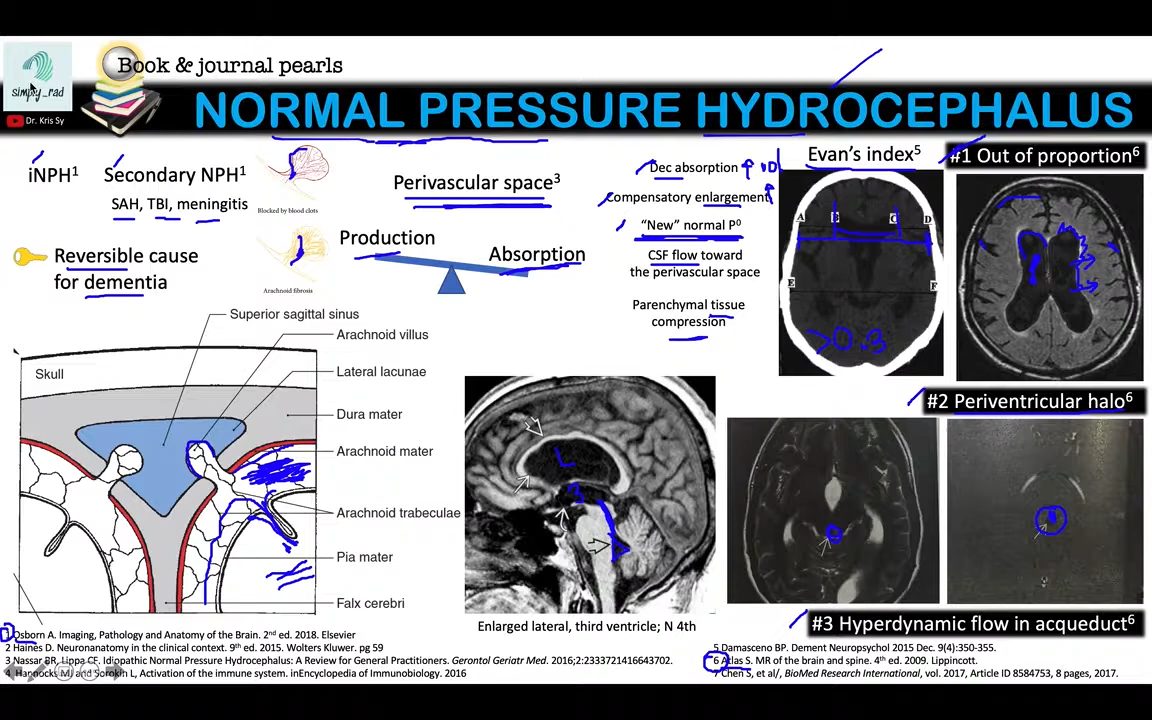 simply_rad
Dr. Kris Sy
Book & journal pearls
NORMAL PRESSURE HYDROCEPHALUS
iNPH1
Secondary NPH1
SAH, TBI, meningitis
Reversible cause
for dementia
Blocked by blood clots
Arachnoid fibrosis
Perivascular space3
Production
Absorption
Dec absorption
Compensatory enlargement
“New” normal P0
CSF flow toward
the perivascular space
Parenchymal tissue
compression
Evan’s index5
A B C D
E F
>0.3
#1 Out of proportion6
#2 Periventricular halo6
#3 Hyperdynamic flow in aqueduct6
Superior sagittal sinus
Arachnoid villus
Lateral lacunae
Skull
Dura mater
Arachnoid mater
Arachnoid trabeculae
Pia mater
Falx cerebri
L
3
Enlarged lateral, third ventricle; N 4th
1 Osborn A. Imaging, Pathology and Anatomy of the Brain. 2nd ed. 2018. Elsevier
2 Haines D. Neuronanatomy in the clinical context. 9th ed. 2015. Wolters Kluwer. pg 59
3 Nassar BR, Lippa CF. Idiopathic Normal Pressure Hydrocephalus: A Review for General Practitioners. Gerontol Geriatr Med. 2016;2:2333721416643702.
4 Hannocks MJ and Sorokin L, Activation of the immune system. inEncyclopedia of Immunobiology. 2016
5 Damasceno BP. Dement Neuropsychol 2015 Dec. 9(4):350-355.
6 Atlas S. MR of the brain and spine. 4th ed. 2009. Lippincott.
7 Chen S, et al/, BioMed Research International, vol. 2017, Article ID 8584753, 8 pages, 2017.